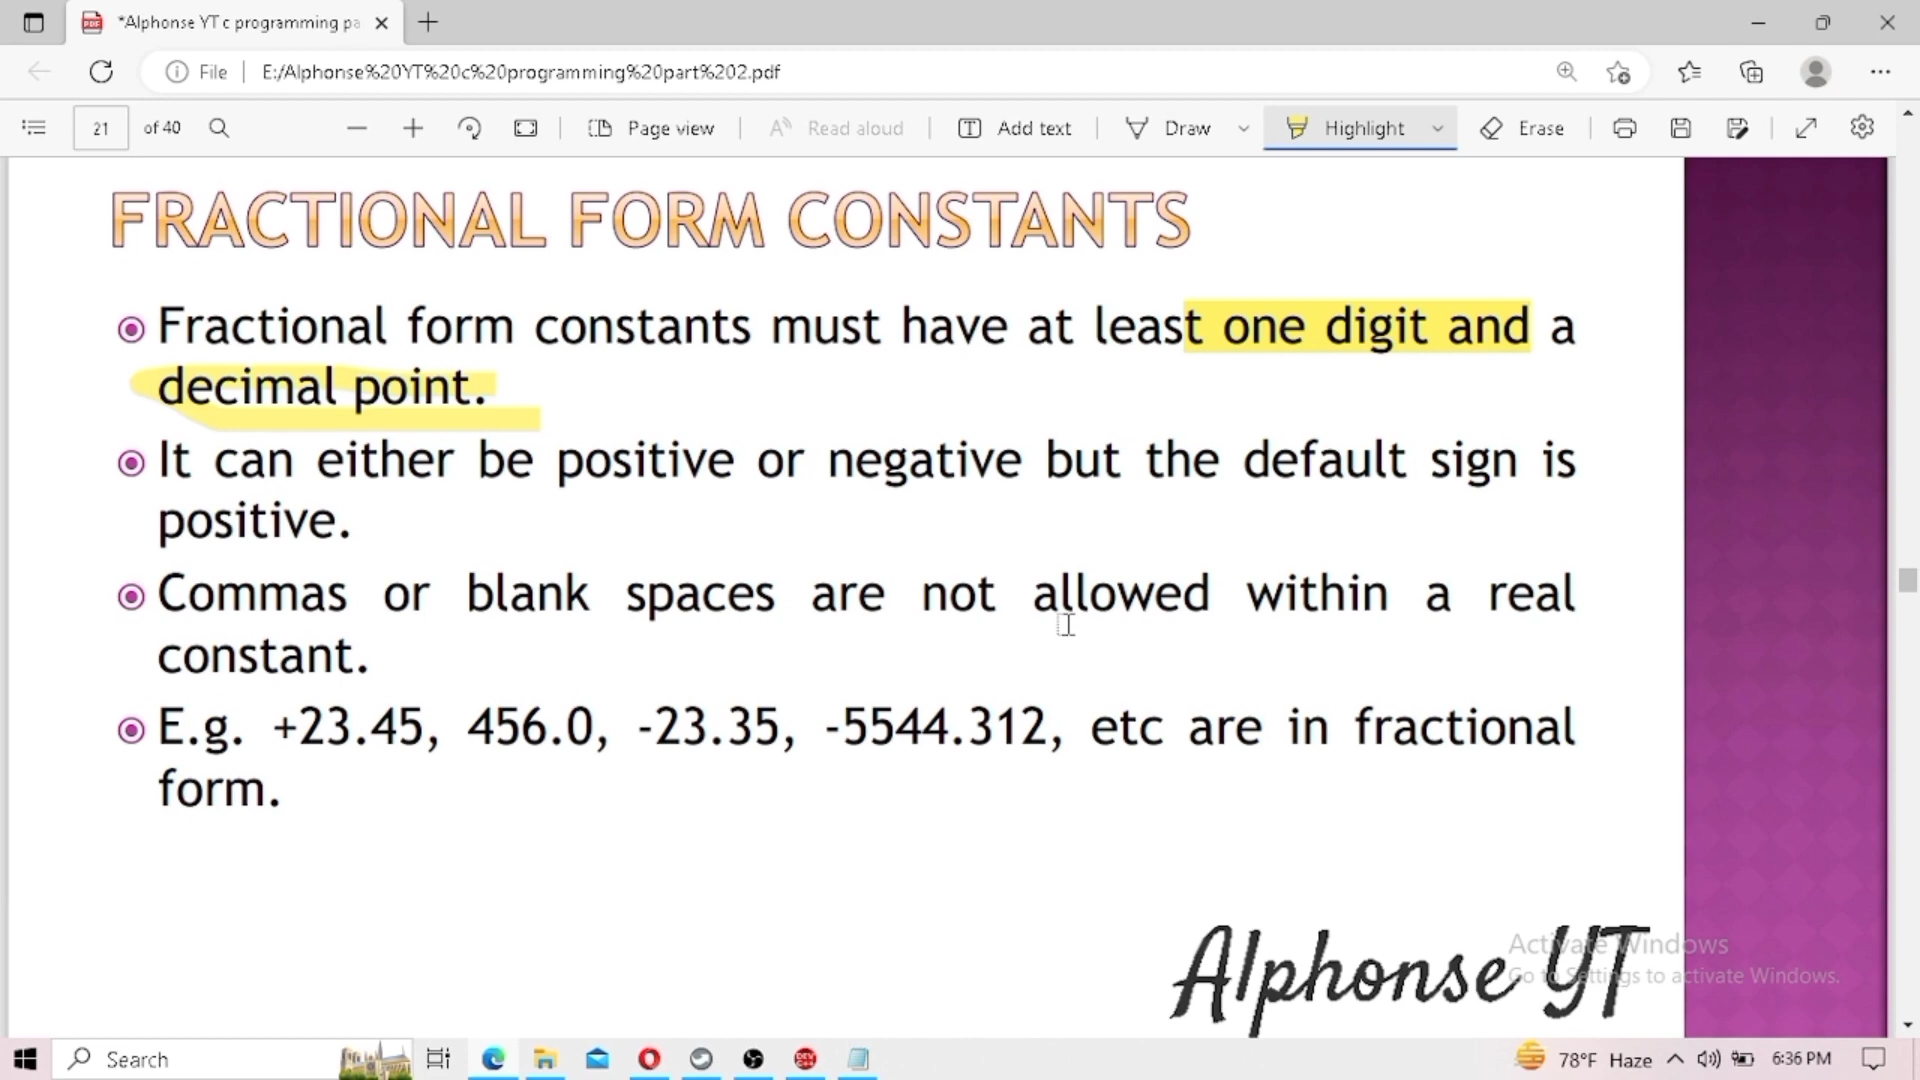 *Alphonse YT c programming pa
File
E:/Alphonse%20YT%20c%20programming%20part%202.pdf
21 of 40 Page view Read aloud Add text Draw Highlight Erase
FRACTIONAL FORM CONSTANTS
Fractional form constants must have at least one digit and a
decimal point.
It can either be positive or negative but the default sign is
positive.
Commas or blank spaces are not allowed within a real
constant.
E.g. +23.45, 456.0, -23.35, -5544.312, etc are in fractional
form.
Alphonse YT
Activate Windows
Go to Settings to activate Windows.
Search 78°F Haze 6:36 PM